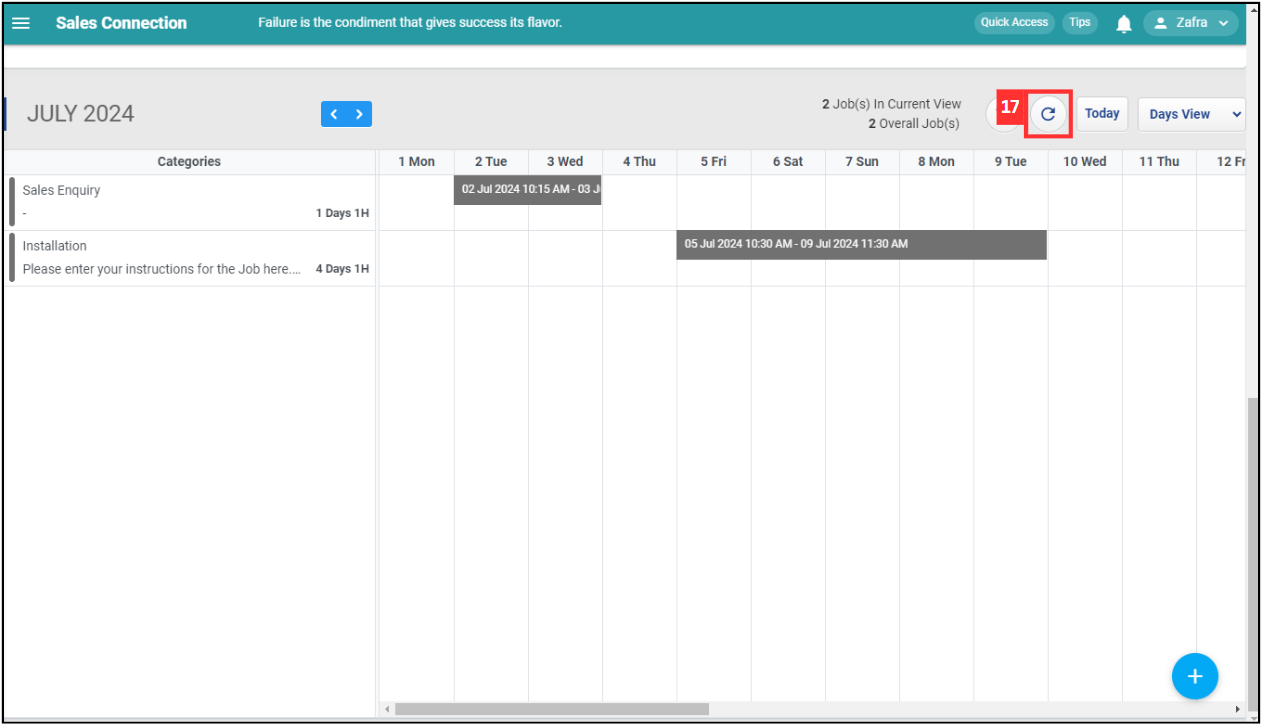 Sales Connection
Failure is the condiment that gives success its flavor.
Quick Access
Tips
Zafra
JULY 2024
2 Job(s) In Current View
2 Overall Job(s)
17
Today
Days View
Categories
1 Mon
2 Tue
3 Wed
4 Thu
5 Fri
6 Sat
7 Sun
8 Mon
9 Tue
10 Wed
11 Thu
12 Fr
Sales Enquiry
-
1 Days 1H
02 Jul 2024 10:15 AM - 03 J
Installation
Please enter your instructions for the Job here....
4 Days 1H
05 Jul 2024 10:30 AM - 09 Jul 2024 11:30 AM